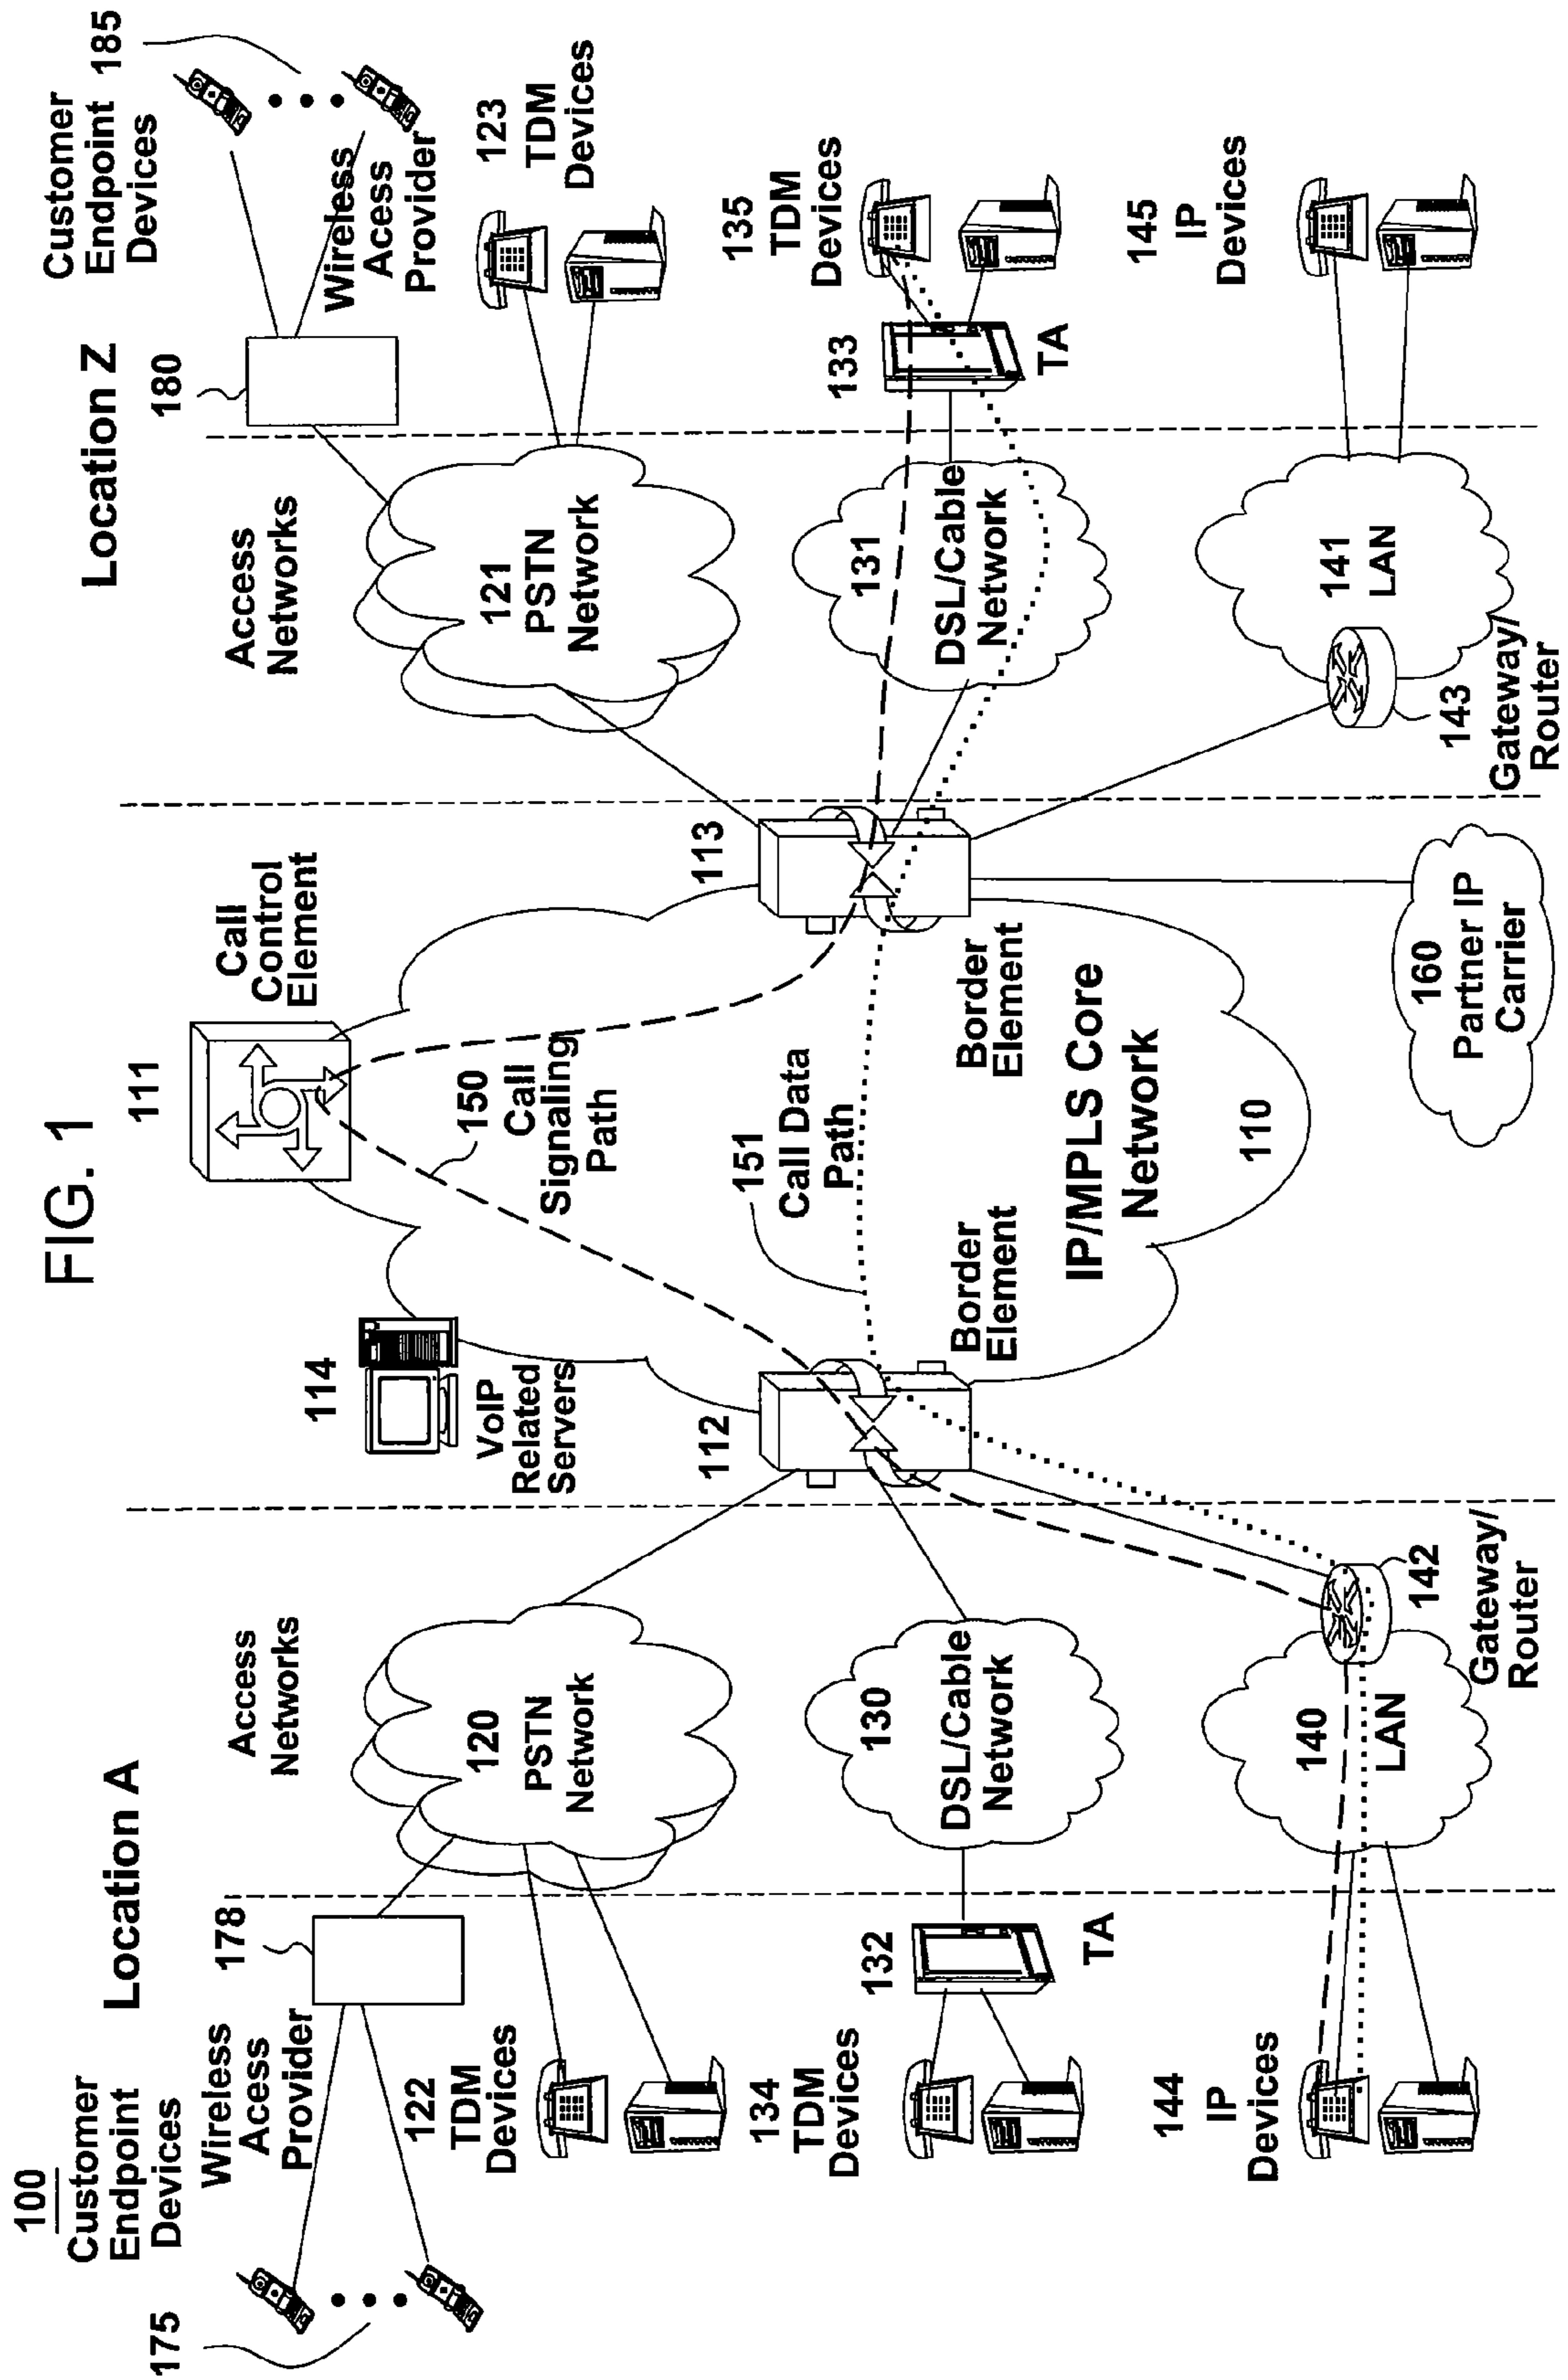 FIG. 1
100
Customer
Endpoint
Devices
175
Wireless
Access
Provider
178
Location A
Access
Networks
122
TDM
Devices
120
PSTN
Network
134
TDM
Devices
132
TA
130
DSL/Cable
Network
144
IP
Devices
140
LAN
142
Gateway/
Router
114
VoIP
Related
Servers
112
Border
Element
111
Call
Control
Element
150
Call
Signaling
Path
151
Call Data
Path
IP/MPLS Core
Network
110
113
Border
Element
160
Partner IP
Carrier
Location Z
Access
Networks
121
PSTN
Network
131
DSL/Cable
Network
141
LAN
143
Gateway/
Router
180
Customer
Endpoint
Devices
185
Wireless
Acess
Provider
123
TDM
Devices
133
TA
135
TDM
Devices
145
IP
Devices